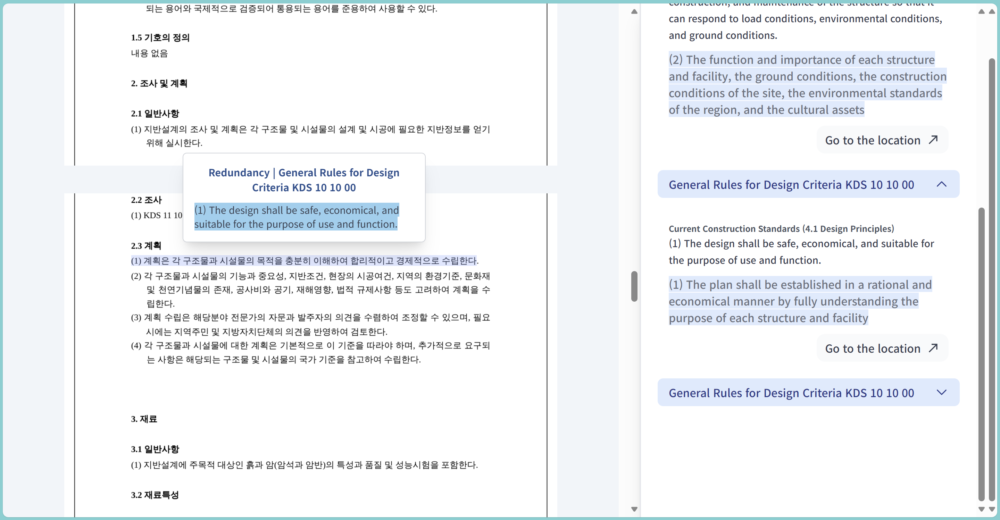 되는 용어와 국제적으로 검증되어 통용되는 용어를 준용하여 사용할 수 있다.
1.5 기호의 정의
내용 없음
2. 조사 및 계획
2.1 일반사항
(1) 지반설계의 조사 및 계획은 각 구조물 및 시설물의 설계 및 시공에 필요한 지반정보를 얻기
위해 실시한다.
Redundancy | General Rules for Design
Criteria KDS 10 10 00
(1) The design shall be safe, economical, and
suitable for the purpose of use and function.
2.2 조사
(1) KDS 11 10
2.3 계획
(1) 계획은 각 구조물과 시설물의 목적을 충분히 이해하여 합리적이고 경제적으로 수립한다.
(2) 각 구조물과 시설물의 기능과 중요성, 지반조건, 현장의 시공여건, 지역의 환경기준, 문화재
및 천연기념물의 존재, 공사비와 공기, 재해영향, 법적 규제사항 등도 고려하여 계획을 수
립한다.
(3) 계획 수립은 해당분야 전문가의 자문과 발주자의 의견을 수렴하여 조정할 수 있으며, 필요
시에는 지역주민 및 지방자치단체의 의견을 반영하여 검토한다.
(4) 각 구조물과 시설물에 대한 계획은 기본적으로 이 기준을 따라야 하며, 추가적으로 요구되
는 사항은 해당되는 구조물 및 시설물의 국가 기준을 참고하여 수립한다.
3. 재료
3.1 일반사항
(1) 지반설계에 주목적 대상인 흙과 암(암석과 암반)의 특성과 품질 및 성능시험을 포함한다.
3.2 재료특성
construction, and maintenance of the structure so that it
can respond to load conditions, environmental conditions,
and ground conditions.
(2) The function and importance of each structure
and facility, the ground conditions, the construction
conditions of the site, the environmental standards
of the region, and the cultural assets
Go to the location
General Rules for Design Criteria KDS 10 10 00
Current Construction Standards (4.1 Design Principles)
(1) The design shall be safe, economical, and suitable for
the purpose of use and function.
(1) The plan shall be established in a rational and
economical manner by fully understanding the
purpose of each structure and facility
Go to the location
General Rules for Design Criteria KDS 10 10 00